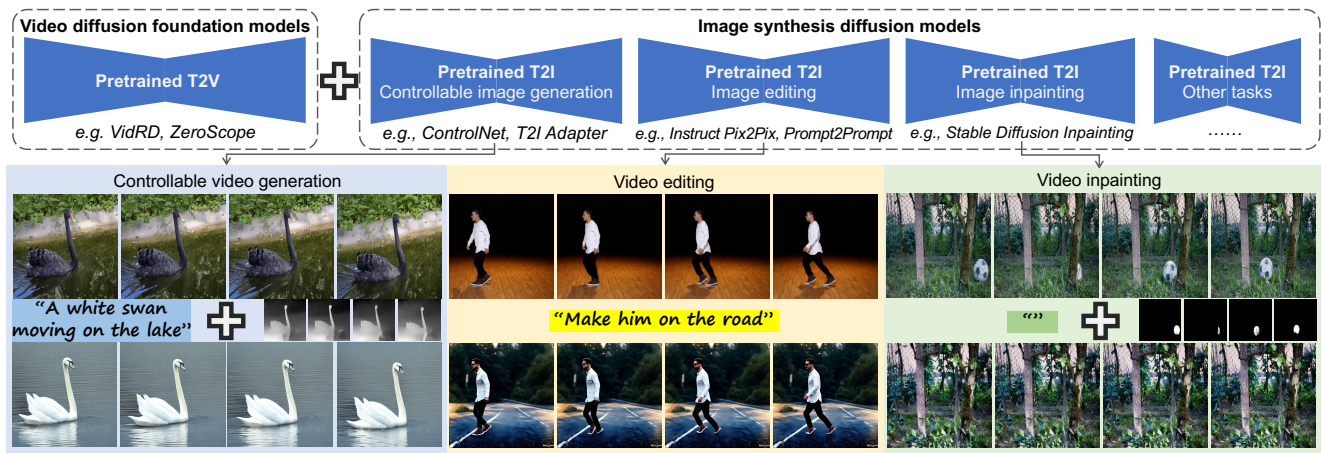 Video diffusion foundation models
Image synthesis diffusion models
Pretrained T2V
Pretrained T2I
Controllable image generation
Pretrained T2I
Image editing
Pretrained T2I
Image inpainting
Pretrained T2I
Other tasks
e.g. VidRD, ZeroScope
e.g., ControlNet, T2I Adapter
e.g., Instruct Pix2Pix, Prompt2Prompt
e.g., Stable Diffusion Inpainting
......
Controllable video generation
Video editing
Video inpainting
“A white swan
moving on the lake”
“Make him on the road”
“”